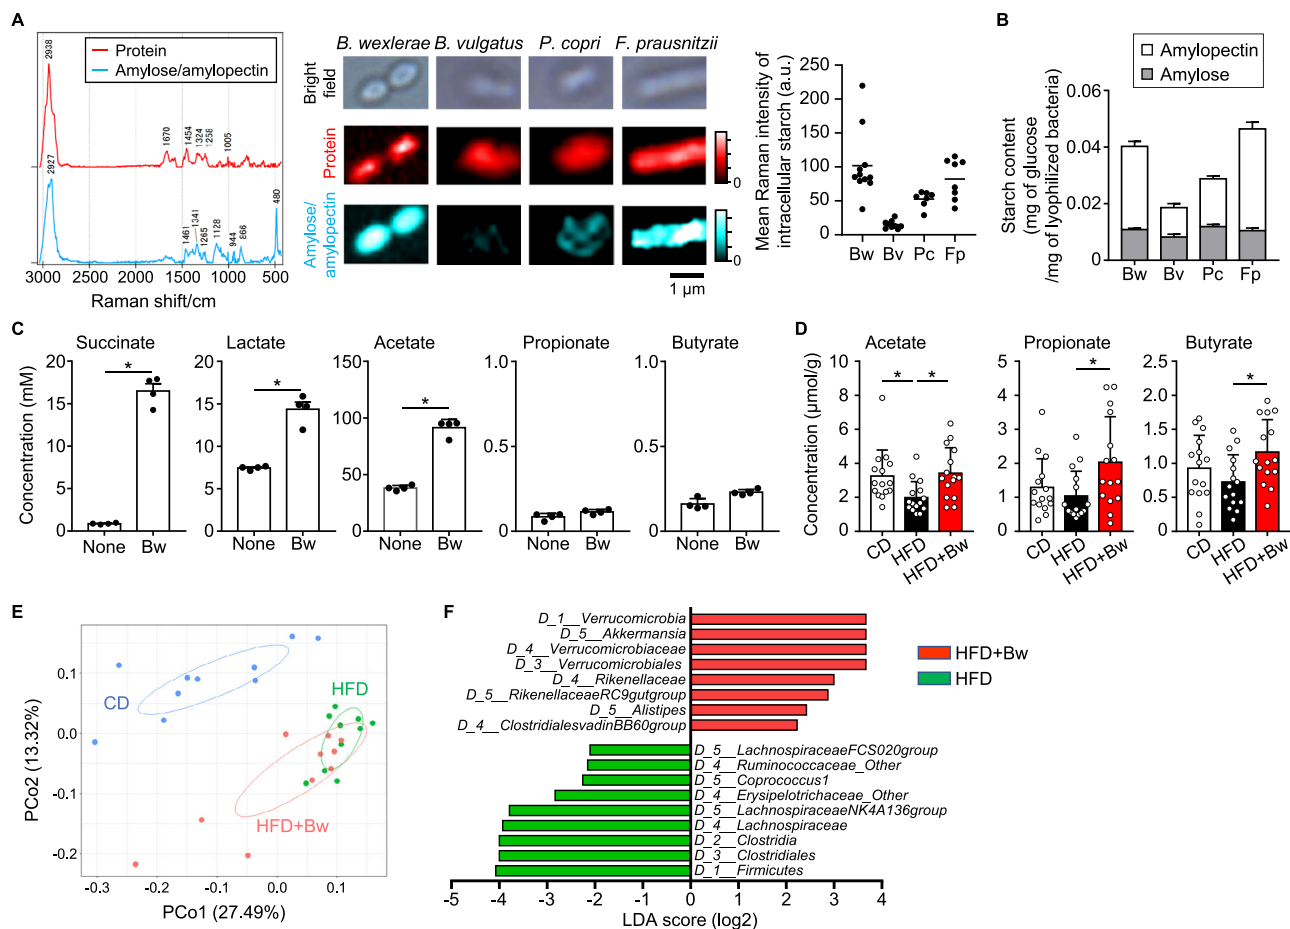 A
Protein
Amylose/amylopectin
2938
1670
1454
1324
1258
1005
2927
1461
1341
1265
1128
944
866
480
3000 2500 2000 1500 1000 500
Raman shift/cm
B. wexlerae B. vulgatus P. copri F. prausnitzii
Bright
field
Protein
Amylose/
amylopectin
0
0
1 μm
Mean Raman intensity of
intracellular starch (a.u.)
250
200
150
100
50
0
Bw Bv Pc Fp
B
Amylopectin
Amylose
Starch content
(mg of glucose
/mg of lyophilized bacteria)
0.06
0.04
0.02
0
Bw Bv Pc Fp
C
Concentration (mM)
Succinate
*
20
15
10
5
0
None Bw
Lactate
*
20
15
10
5
0
None Bw
Acetate
*
150
100
50
0
None Bw
Propionate
1.0
0.5
0
None Bw
Butyrate
1.0
0.5
0
None Bw
D
Concentration (μmol/g)
Acetate
* *
10
8
6
4
2
0
CD HFD HFD+Bw
Propionate
*
5
4
3
2
1
0
CD HFD HFD+Bw
Butyrate
*
2.5
2.0
1.5
1.0
0.5
0
CD HFD HFD+Bw
E
PCo2 (13.32%)
0.1
0.0
-0.1
-0.2
CD
HFD
HFD+Bw
-0.3 -0.2 -0.1 0.0 0.1
PCo1 (27.49%)
F
D_1__Verrucomicrobia
D_5__Akkermansia
D_4__Verrucomicrobiaceae
D_3__Verrucomicrobiales
D_4__Rikenellaceae
D_5__RikenellaceaeRC9gutgroup
D_5__Alistipes
D_4__ClostridialesvadinBB60group
D_5__LachnospiraceaeFCS020group
D_4__Ruminococcaceae_Other
D_5__Coprococcus1
D_4__Erysipelotrichaceae_Other
D_5__LachnospiraceaeNK4A136group
D_4__Lachnospiraceae
D_2__Clostridia
D_3__Clostridiales
D_1__Firmicutes
HFD+Bw
HFD
-5 -4 -3 -2 -1 0 1 2 3 4
LDA score (log2)